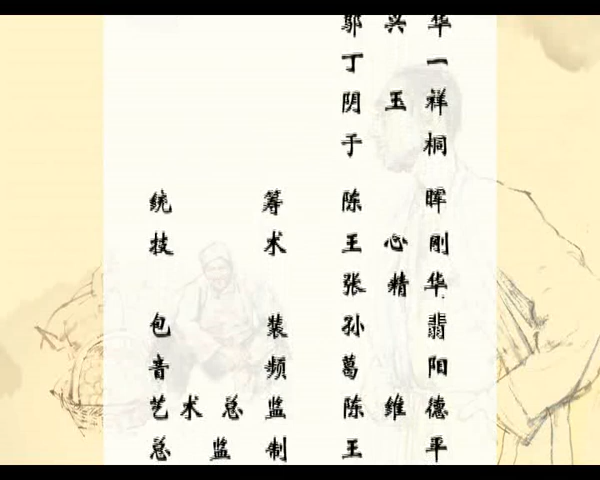 邬兴华
丁一
阴玉祥
于桐
统筹 陈晖
技术 王心刚
张精华
包装 孙翡
音频 葛阳
艺术总监 陈维德
总监制 王平